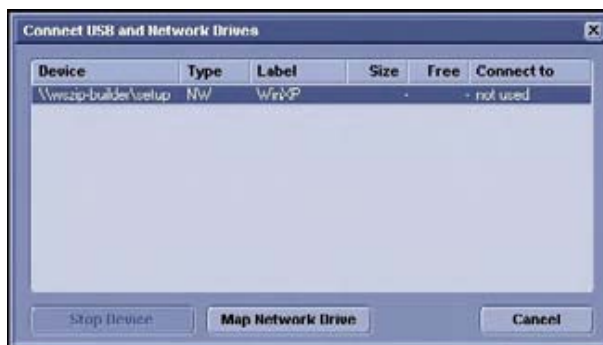 Connect USB and Network Drives
Device Type Label Size Free Connect to
\\wszip-builder\setup NW WinXP - - not used
Stop Device Map Network Drive Cancel